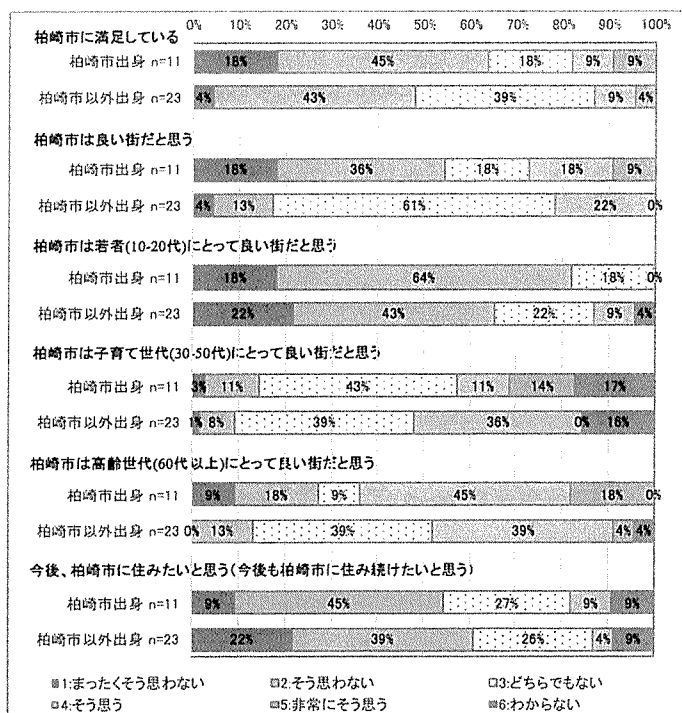 0% 10% 20% 30% 40% 50% 60% 70% 80% 90% 100%
柏崎市に満足している
柏崎市出身 n=11 18% 45% 18% 9% 9%
柏崎市以外出身 n=23 4% 43% 39% 9% 4%
柏崎市は良い街だと思う
柏崎市出身 n=11 18% 36% 18% 18% 9%
柏崎市以外出身 n=23 4% 13% 61% 22% 0%
柏崎市は若者(10-20代)にとって良い街だと思う
柏崎市出身 n=11 18% 64% 18% 0%
柏崎市以外出身 n=23 22% 43% 22% 9% 4%
柏崎市は子育て世代(30-50代)にとって良い街だと思う
柏崎市出身 n=11 3% 11% 43% 11% 14% 17%
柏崎市以外出身 n=23 1% 8% 39% 36% 0% 16%
柏崎市は高齢世代(60代以上)にとって良い街だと思う
柏崎市出身 n=11 9% 18% 9% 45% 18% 0%
柏崎市以外出身 n=23 0% 13% 39% 39% 4% 4%
今後、柏崎市に住みたいと思う(今後も柏崎市に住み続けたいと思う)
柏崎市出身 n=11 9% 45% 27% 9% 9%
柏崎市以外出身 n=23 22% 39% 26% 4% 9%
1:まったくそう思わない 2:そう思わない 3:どちらでもない
4:そう思う 5:非常にそう思う 6:わからない